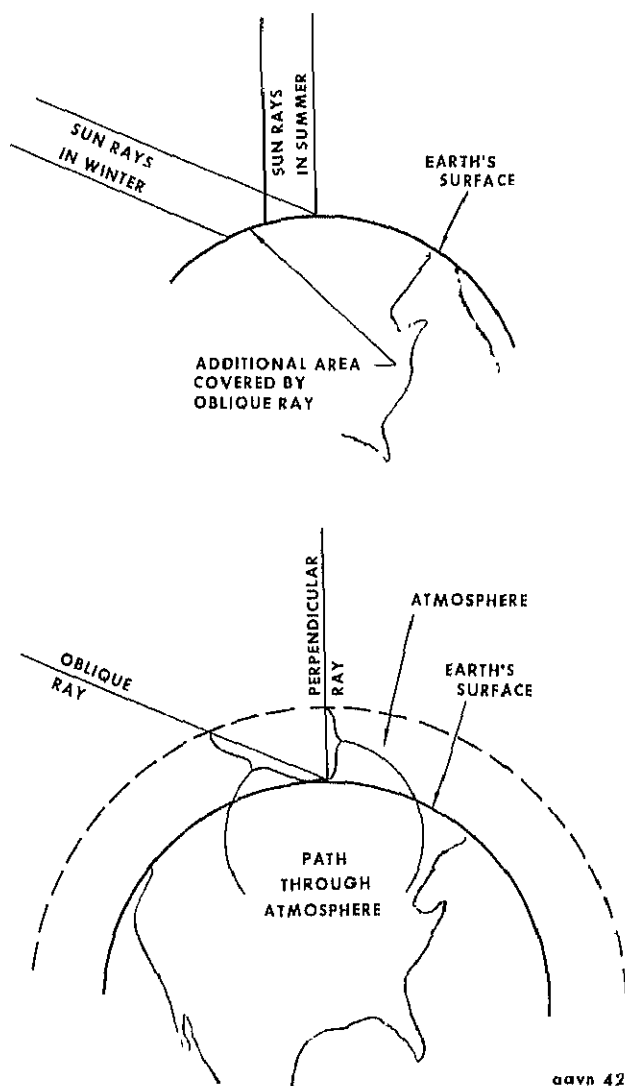 SUN RAYS
IN WINTER
SUN RAYS
IN SUMMER
EARTH'S
SURFACE
ADDITIONAL AREA
COVERED BY
OBLIQUE RAY
OBLIQUE
RAY
PERPENDICULAR
RAY
ATMOSPHERE
EARTH'S
SURFACE
PATH
THROUGH
ATMOSPHERE
aavn 42